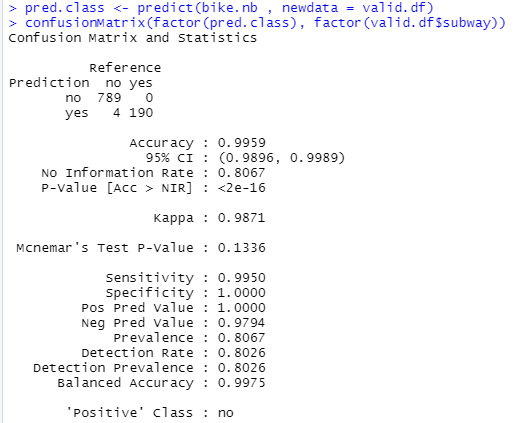 > pred.class <- predict(bike.nb , newdata = valid.df)
> confusionMatrix(factor(pred.class), factor(valid.df$subway))
Confusion Matrix and Statistics
Reference
Prediction no yes
no 789 0
yes 4 190
Accuracy : 0.9959
95% CI : (0.9896, 0.9989)
No Information Rate : 0.8067
P-Value [Acc > NIR] : <2e-16
Kappa : 0.9871
Mcnemar's Test P-Value : 0.1336
Sensitivity : 0.9950
Specificity : 1.0000
Pos Pred Value : 1.0000
Neg Pred Value : 0.9794
Prevalence : 0.8067
Detection Rate : 0.8026
Detection Prevalence : 0.8026
Balanced Accuracy : 0.9975
'Positive' Class : no